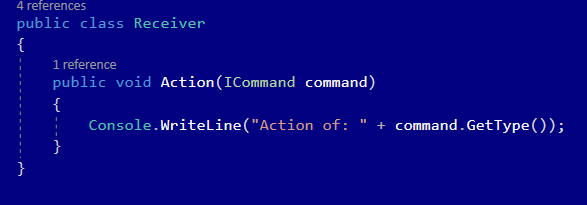 4 references
public class Receiver
{
1 reference
public void Action(ICommand command)
{
Console.WriteLine("Action of: " + command.GetType());
}
}